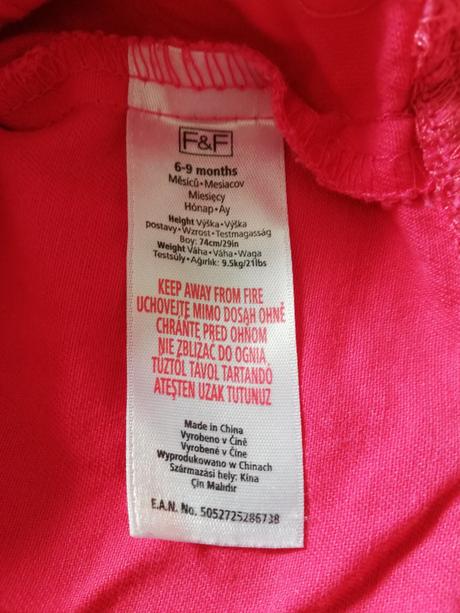 F&F
6-9 months
Měsíců • Mesiacov
Miesięcy
Hónap • Ay
Height Výška • Výška
postavy • Wzrost • Testmagasság
Boy: 74cm/29in
Weight Váha • Váha • Waga
Testsúly • Ağırlık: 9.5kg/21lbs
KEEP AWAY FROM FIRE
UCHOVEJTE MIMO DOSAH OHNĚ
CHRÁŇTE PRED OHŇOM
NIE ZBLIŻAĆ DO OGNIA
TŰZTŐL TÁVOL TARTANDÓ
ATEŞTEN UZAK TUTUNUZ
Made in China
Vyrobeno v Číně
Vyrobené v Číne
Wyprodukowano w Chinach
Származási hely: Kína
Çin Malıdır
E.A.N. No. 5052725286738